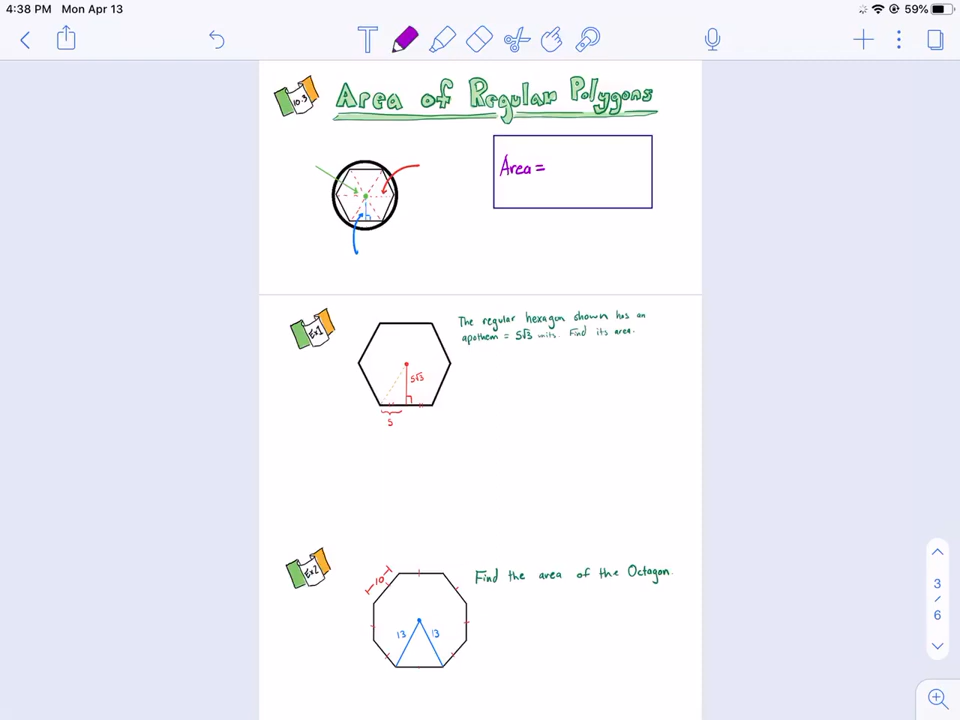 4:38 PM Mon Apr 13
59%
10.3
Area of Regular Polygons
Area =
Ex1
The regular hexagon shown has an
apothem = 5√3 units. Find its area.
5√3
5
Ex2
10
Find the area of the Octagon.
13 13
3
/
6